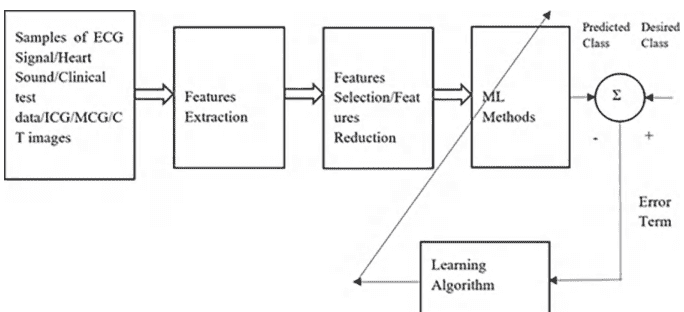 Samples of ECG
Signal/Heart
Sound/Clinical
test
data/ICG/MCG/C
T images
Features
Extraction
Features
Selection/Feat
ures
Reduction
ML
Methods
Predicted
Class
Desired
Class
Σ
-
+
Error
Term
Learning
Algorithm